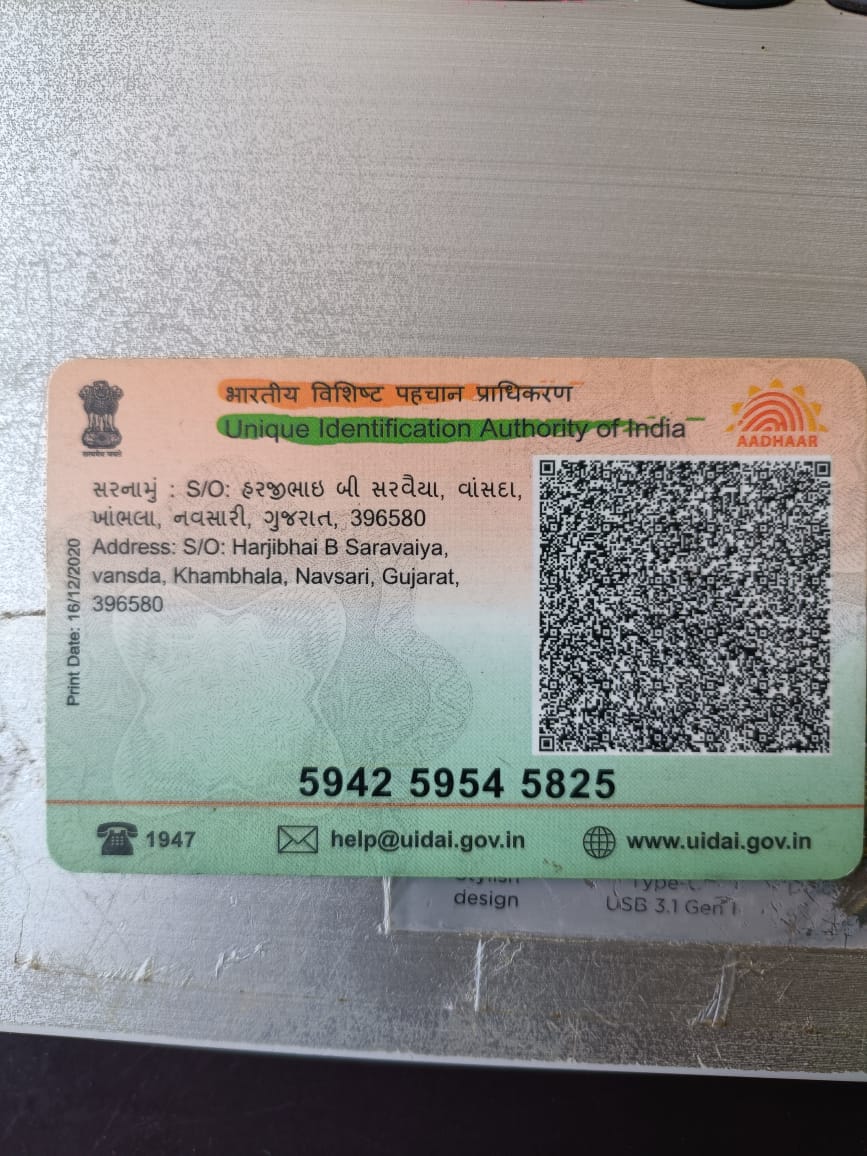 भारतीय विशिष्ट पहचान प्राधिकरण
Unique Identification Authority of India
AADHAAR
सत्यमेव जयते
સરનામું : S/O: હરજીભાઇ બી સરવૈયા, વાંસદા,
ખાંભલા, નવસારી, ગુજરાત, 396580
Address: S/O: Harjibhai B Saravaiya,
vansda, Khambhala, Navsari, Gujarat,
396580
Print Date: 16/12/2020
5942 5954 5825
1947
help@uidai.gov.in
www.uidai.gov.in
design
USB 3.1 Gen 1